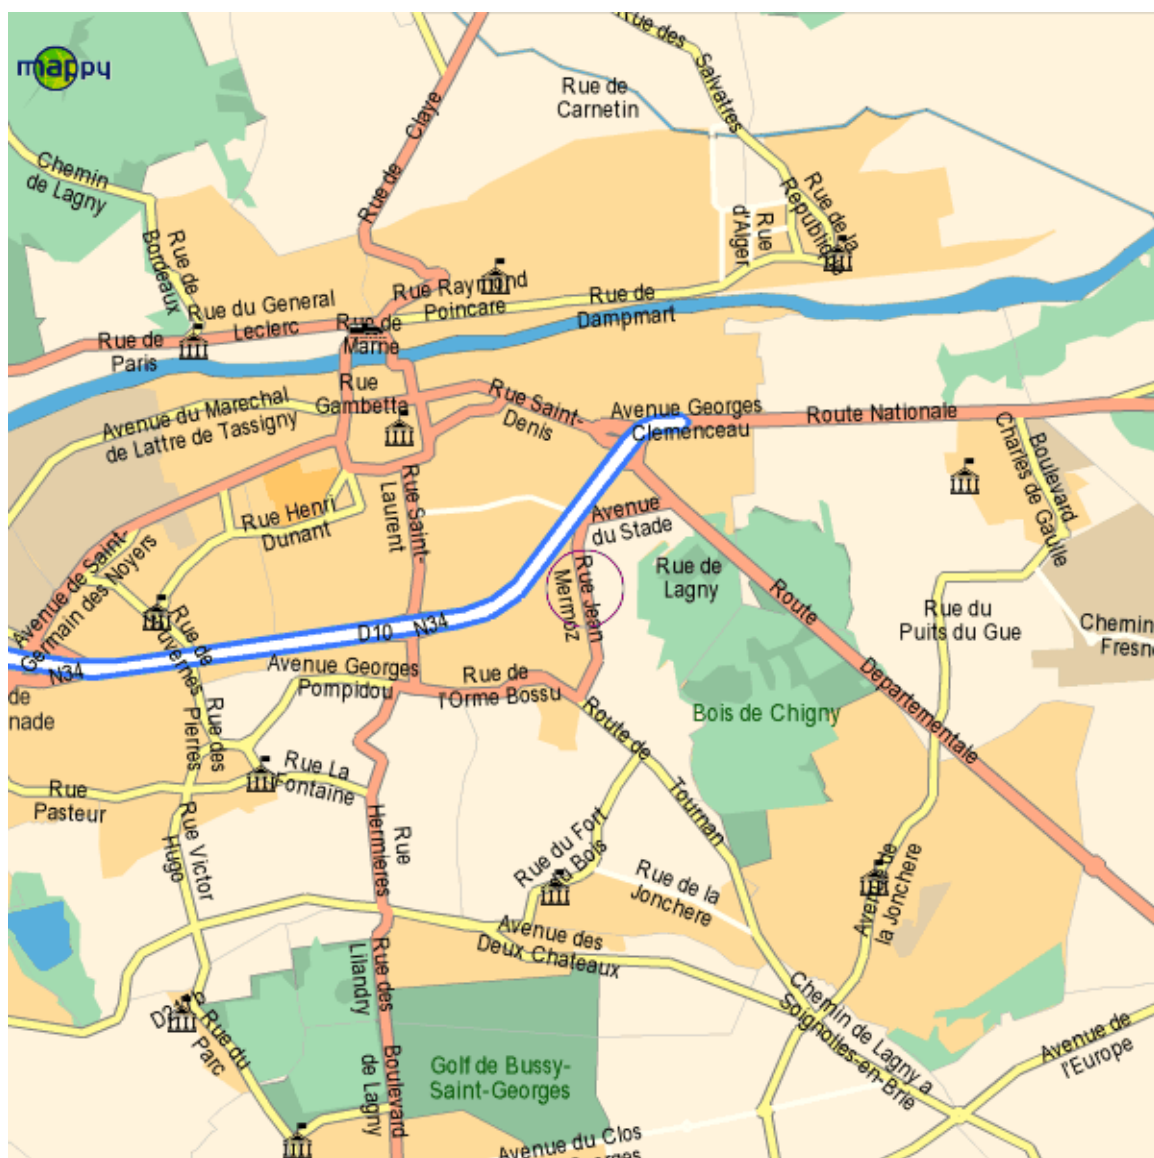 mappy
Rue des
Salvatres
Rue de
Carnetin
Rue de
Claye
Chemin
de Lagny
Rue de
Bordeaux
Rue de la
Republique
Rue
d'Alger
Rue du General
Leclerc
Rue Raymond
Poincare
Rue de
Dampmart
Rue de
Paris
Rue de
Marne
Rue
Gambetta
Avenue du Marechal
de Lattre de Tassigny
Rue Saint-
Denis
Avenue Georges
Clemenceau
Route Nationale
Boulevard
Charles de Gaulle
Rue Saint-
Laurent
Rue Henri
Dunant
Avenue
du Stade
Avenue de Saint-
Germain des Noyers
Rue Jean
Mermoz
Rue de
Lagny
Route
Departementale
Rue du
Puits du Gue
Chemin
Fresn
D10
N34
N34
de
nade
Rue de
Pierres
Rue des
Avenue Georges
Pompidou
Rue de
l'Orme Bossu
Bois de Chigny
Route de
Tournan
Rue
Pasteur
Rue La
Fontaine
Rue Victor
Hugo
Rue
Hermieres
Rue du Fort
du Bois
Rue de la
Jonchere
Avenue de
la Jonchere
Avenue des
Deux Chateaux
Rue des
Lilandry
Rue du
Parc
Chemin de Lagny a
Soignolles-en-Brie
Avenue de
l'Europe
Boulevard
de Lagny
Golf de Bussy-
Saint-Georges
Avenue du Clos